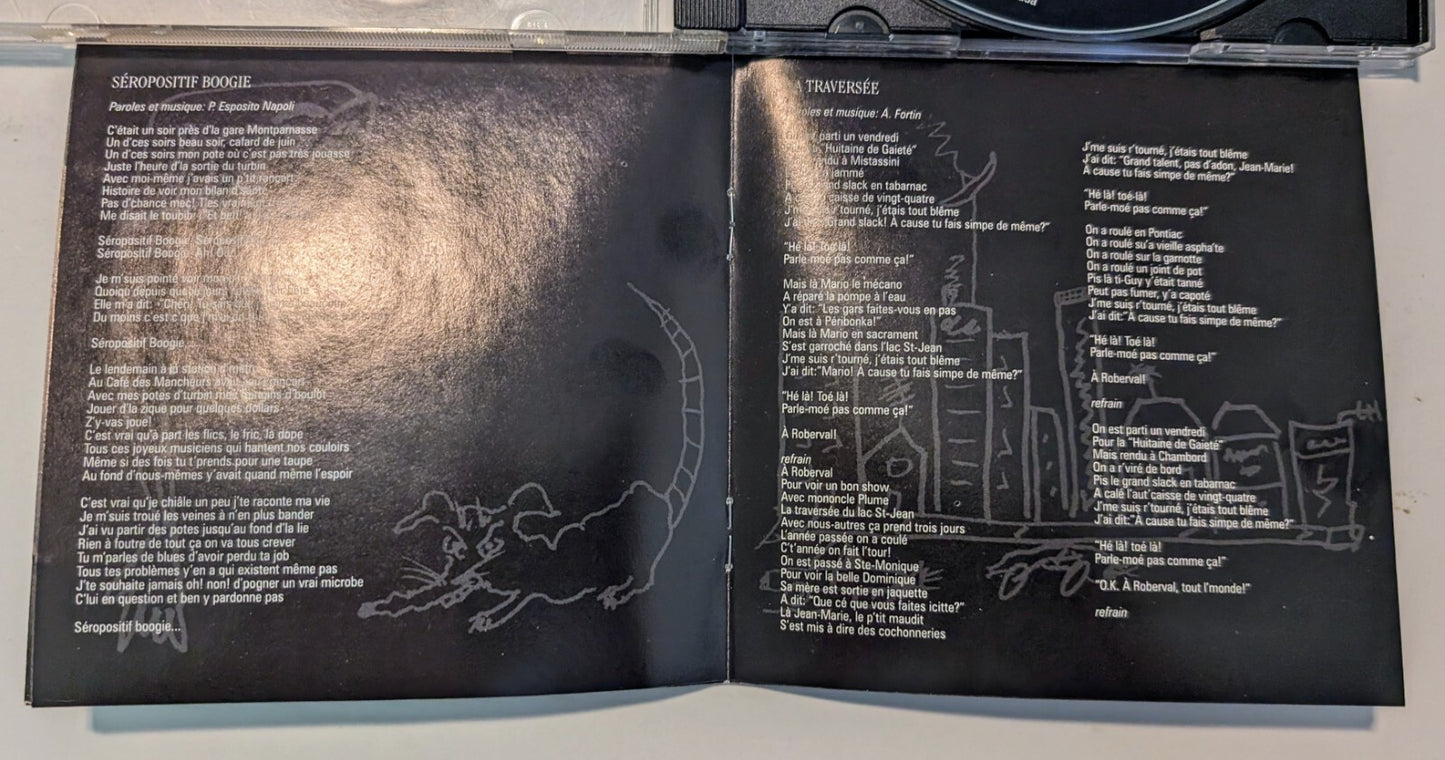 SÉROPOSITIF BOOGIE
Paroles et musique: P. Esposito Napoli
C'était un soir près d'la gare Montparnasse
Un d'ces soirs beau soir, cafard de juin
Un d'ces soirs mon pote où c'est pas très jouasse
Juste l'heure d'la sortie du turbin
Avec moi-même j'avais un p'tit rancart
Histoire de voir mon bilan d'santé
Pas d'chance mec! T'es vraiment
Me disait le toubib: "Et ben!
Séropositif Boogie,
Séropositif Boogie, Ah!
Je m'suis pointé voir mon
Quoiqu' depuis
Elle m'a dit: "Chéri,
Du moins c'est c'que j'm'
Séropositif Boogie...
Le lendemain à la station d'métro
Au Café des Mancheurs
Avec mes potes d'turbin mes d'boulot
Jouer d'la zique pour quelques dollars
Z'y-vas joue!
C'est vrai qu'à part les flics, le fric, la dope
Tous ces joyeux musiciens qui hantent nos couloirs
Même si des fois tu t'prends pour une taupe
Au fond d'nous-mêmes y'avait quand même l'espoir
C'est vrai qu'je chiâle un peu j'te raconte ma vie
Je m'suis troué les veines à n'en plus bander
J'ai vu partir des potes jusqu'au fond d'la lie
Rien à foutre de tout ça on va tous crever
Tu m'parles de blues d'avoir perdu ta job
Tous tes problèmes y'en a qui existent même pas
J'te souhaite jamais oh! non! d'pogner un vrai microbe
C'lui en question et ben y pardonne pas
Séropositif boogie...
TRAVERSÉE
et musique: A. Fortin
parti un vendredi
"Huitaine de Gaieté"
à Mistassini
jammé
slack en tabarnac
caisse de vingt-quatre
J'me suis r'tourné, j'étais tout blême
J'ai Grand slack! À cause tu fais simpe de même?"
"Hé là! Toé là!
Parle-moé pas comme ça!"
Mais là Mario le mécano
A réparé la pompe à l'eau
Y'a dit: "Les gars faites-vous en pas
On est à Péribonka!"
Mais là Mario en sacrament
S'est garroché dans l'lac St-Jean
J'me suis r'tourné, j'étais tout blême
J'ai dit:"Mario! À cause tu fais simpe de même?"
"Hé là! Toé là!
Parle-moé pas comme ça!"
À Roberval!
refrain
À Roberval
Pour voir un bon show
Avec mononcle Plume
La traversée du lac St-Jean
Avec nous-autres ça prend trois jours
L'année passée on a coulé
C't'année on fait l'tour!
On est passé à Ste-Monique
Pour voir la belle Dominique
Sa mère est sortie en jaquette
A dit: "Que cé que vous faites icitte?"
Là Jean-Marie, le p'tit maudit
S'est mis à dire des cochonneries
J'me suis r'tourné, j'étais tout blême
J'ai dit: "Grand talent, pas d'adon, Jean-Marie!
À cause tu fais simpe de même?"
"Hé là! toé là!
Parle-moé pas comme ça!"
On a roulé en Pontiac
On a roulé su'a vieille aspha'te
On a roulé sur la garnotte
On a roulé un joint de pot
Pis là ti-Guy y'était tanné
Peut pas fumer, y'a capoté
J'me suis r'tourné, j'étais tout blême
J'ai dit:"À cause tu fais simpe de même?"
"Hé là! Toé là!
Parle-moé pas comme ça!"
À Roberval!
refrain
On est parti un vendredi
Pour la "Huitaine de Gaieté"
Mais rendu à Chambord
On a r'viré de bord
Pis le grand slack en tabarnac
A calé l'aut'caisse de vingt-quatre
J'me suis r'tourné, j'étais tout blême
J'ai dit:"À cause tu fais simpe de même?"
"Hé là! toé là!
Parle-moé pas comme ça!"
"O.K. À Roberval, tout l'monde!"
refrain